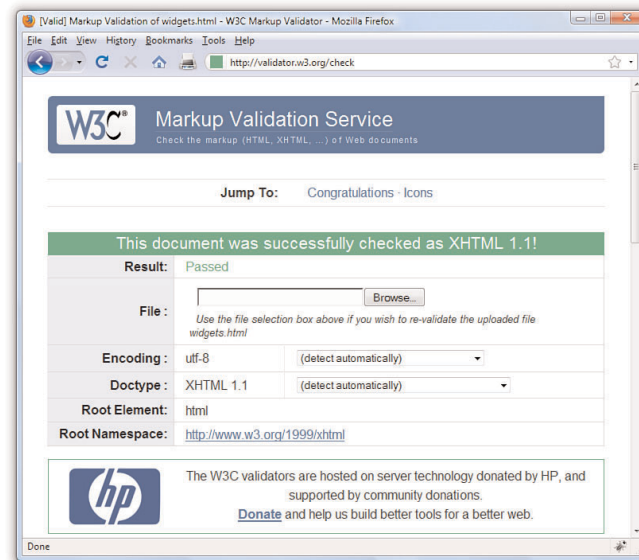 [Valid] Markup Validation of widgets.html - W3C Markup Validator - Mozilla Firefox
File Edit View History Bookmarks Tools Help
http://validator.w3.org/check
W3C® Markup Validation Service
Check the markup (HTML, XHTML, ...) of Web documents
Jump To: Congratulations · Icons
This document was successfully checked as XHTML 1.1!
Result: Passed
File : Browse...
Use the file selection box above if you wish to re-validate the uploaded file
widgets.html
Encoding : utf-8 (detect automatically)
Doctype : XHTML 1.1 (detect automatically)
Root Element: html
Root Namespace: http://www.w3.org/1999/xhtml
hp
The W3C validators are hosted on server technology donated by HP, and
supported by community donations.
Donate and help us build better tools for a better web.
Done